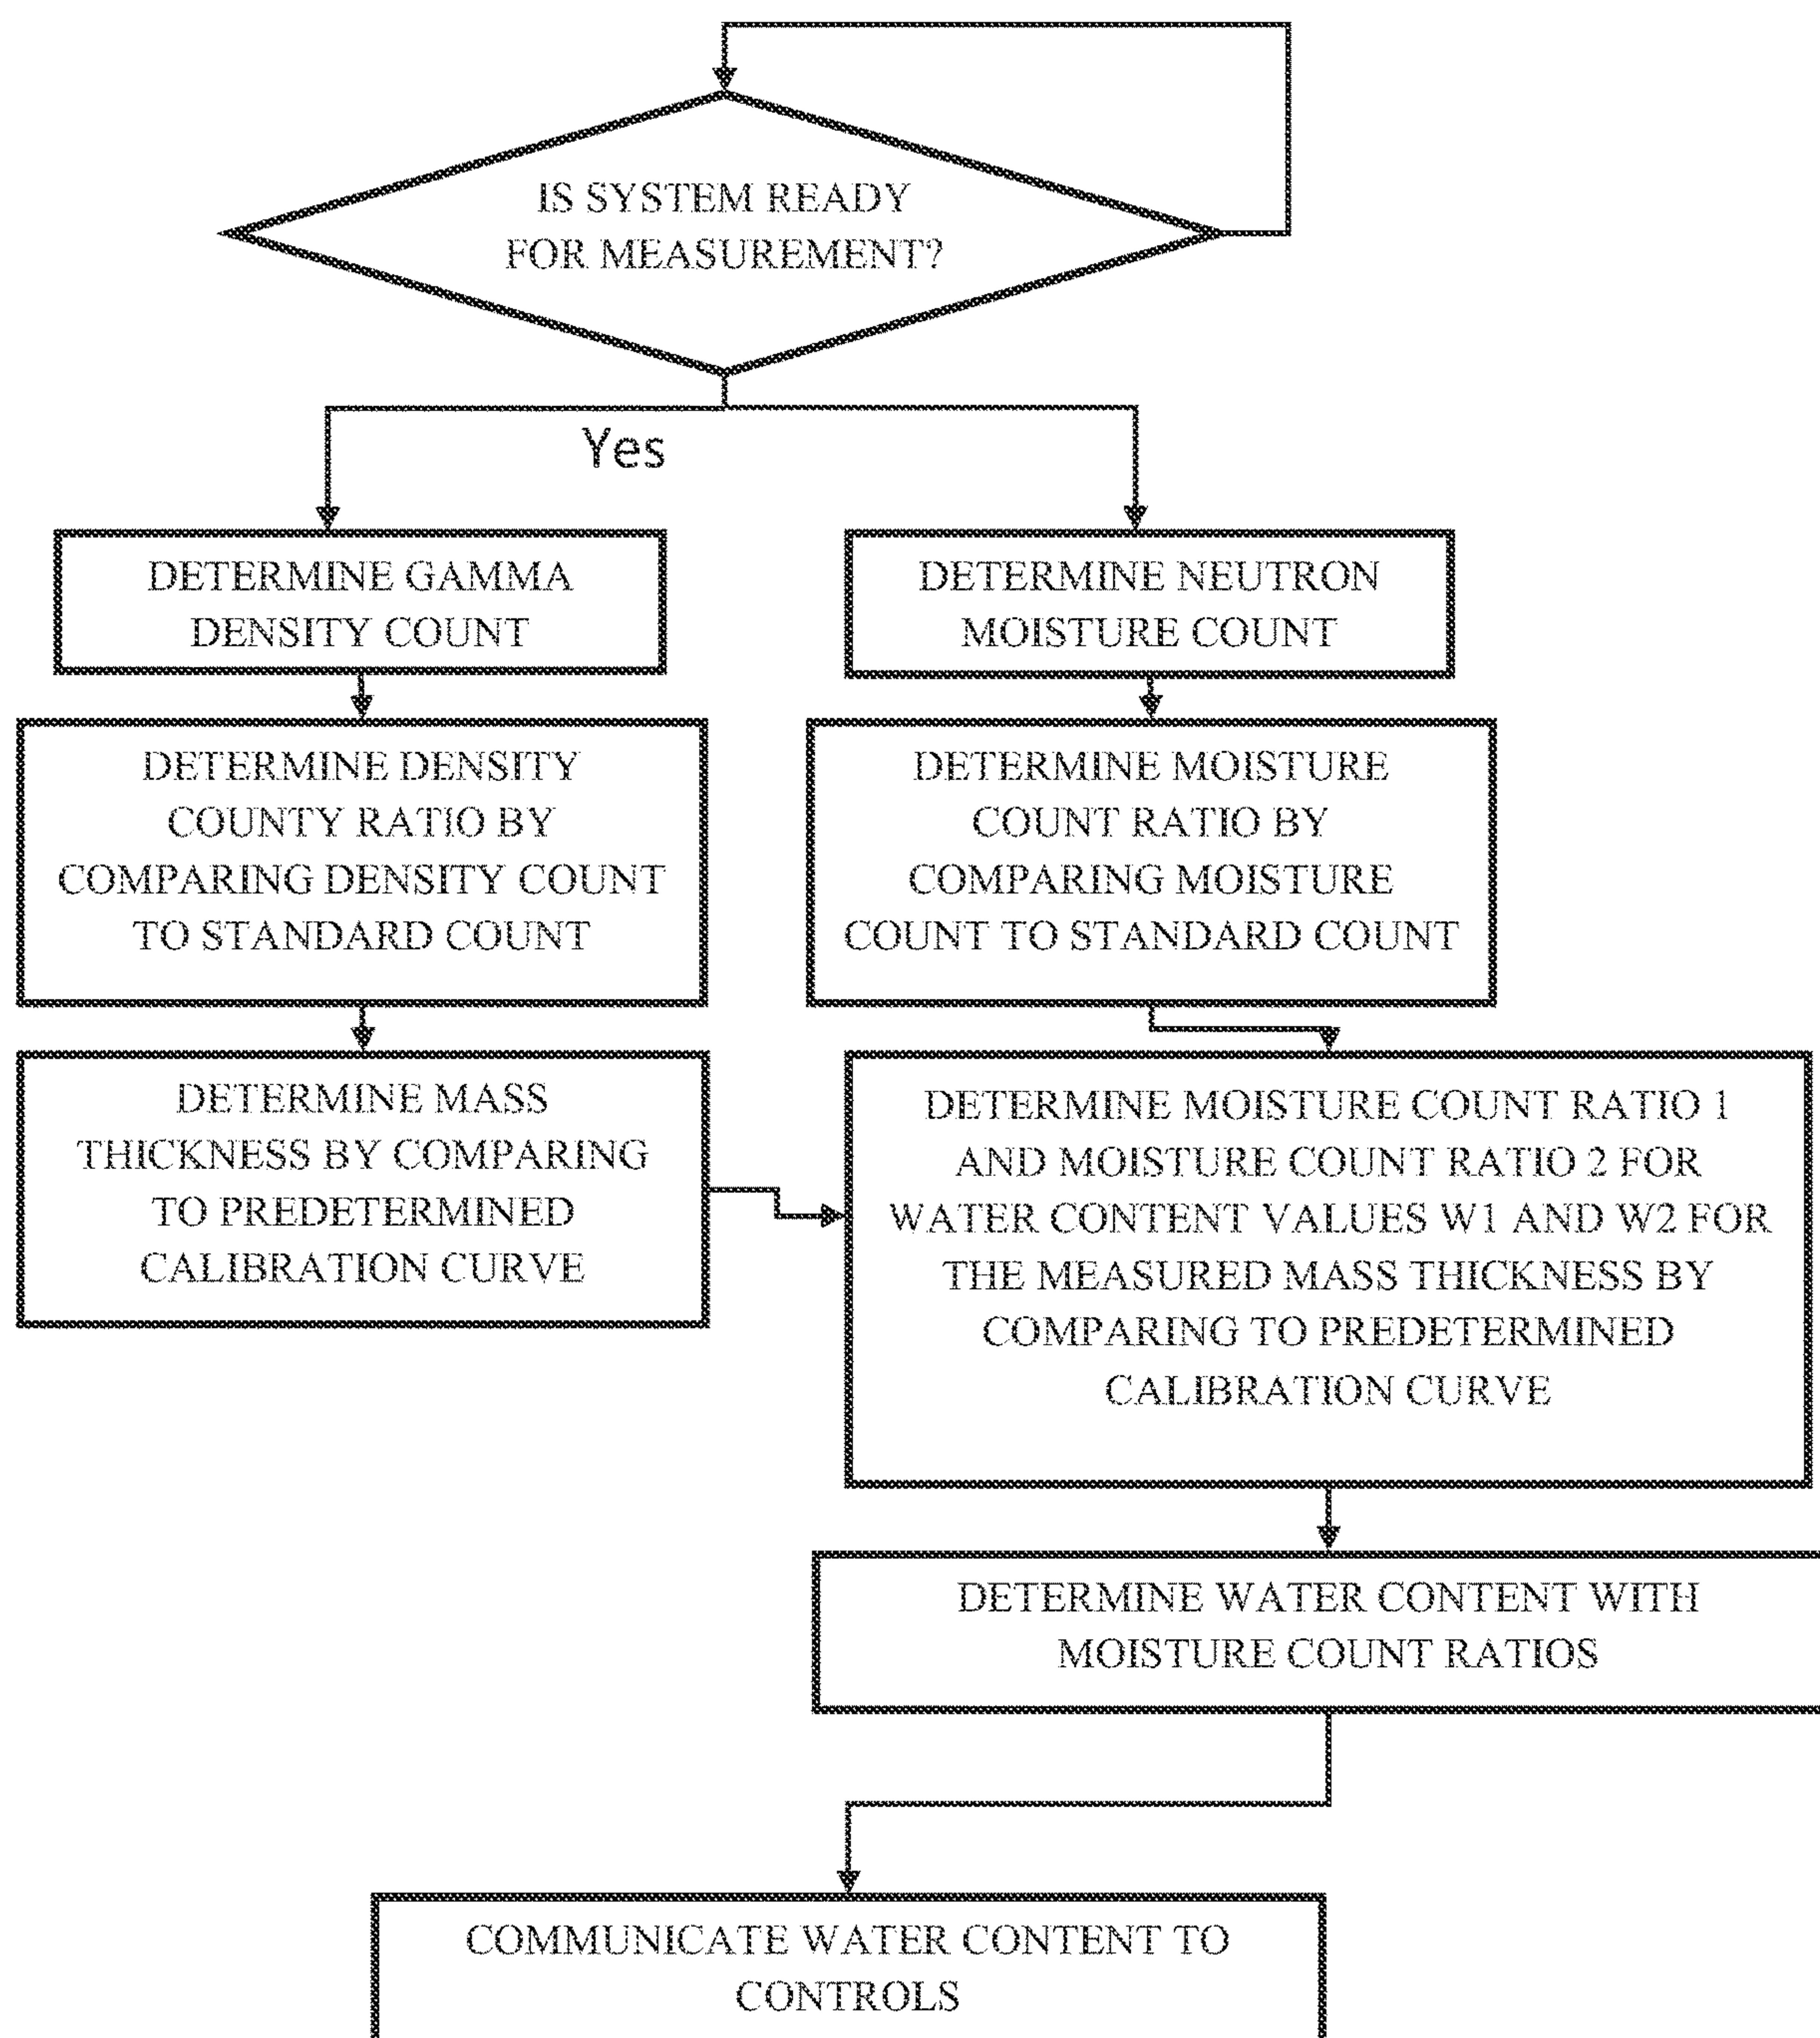 IS SYSTEM READY
FOR MEASUREMENT?
Yes
DETERMINE GAMMA
DENSITY COUNT
DETERMINE NEUTRON
MOISTURE COUNT
DETERMINE DENSITY
COUNTY RATIO BY
COMPARING DENSITY COUNT
TO STANDARD COUNT
DETERMINE MOISTURE
COUNT RATIO BY
COMPARING MOISTURE
COUNT TO STANDARD COUNT
DETERMINE MASS
THICKNESS BY COMPARING
TO PREDETERMINED
CALIBRATION CURVE
DETERMINE MOISTURE COUNT RATIO 1
AND MOISTURE COUNT RATIO 2 FOR
WATER CONTENT VALUES W1 AND W2 FOR
THE MEASURED MASS THICKNESS BY
COMPARING TO PREDETERMINED
CALIBRATION CURVE
DETERMINE WATER CONTENT WITH
MOISTURE COUNT RATIOS
COMMUNICATE WATER CONTENT TO
CONTROLS